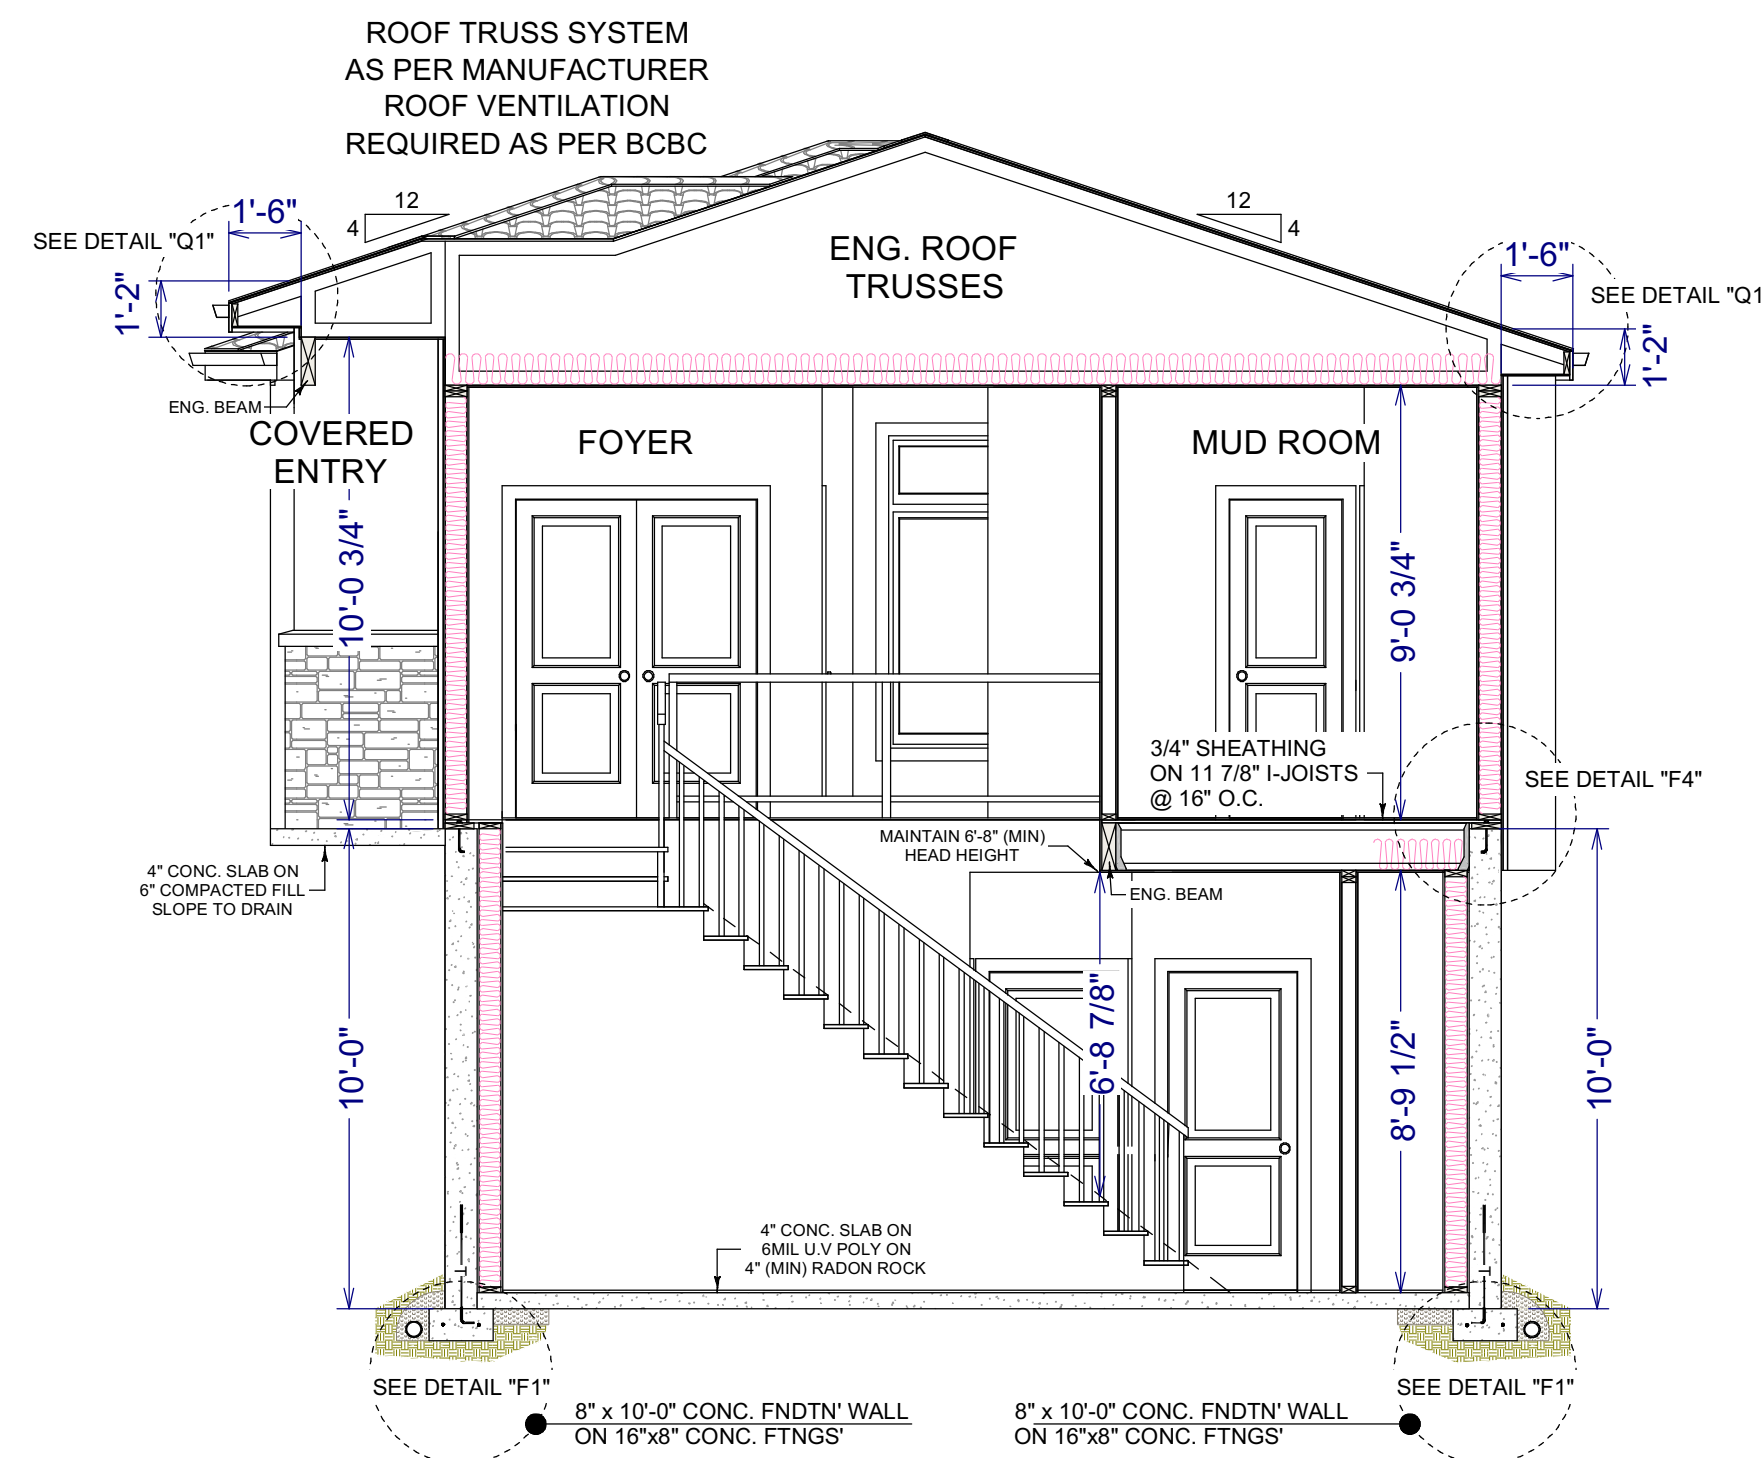 ROOF TRUSS SYSTEM
AS PER MANUFACTURER
ROOF VENTILATION
REQUIRED AS PER BCBC
12
4
12
4
1'-6"
SEE DETAIL "Q1"
1'-2"
ENG. ROOF
TRUSSES
1'-6"
SEE DETAIL "Q1
1'-2"
ENG. BEAM
COVERED
ENTRY
FOYER
MUD ROOM
10'-0 3/4"
9'-0 3/4"
3/4" SHEATHING
ON 11 7/8" I-JOISTS
@ 16" O.C.
SEE DETAIL "F4"
MAINTAIN 6'-8" (MIN)
HEAD HEIGHT
ENG. BEAM
4" CONC. SLAB ON
6" COMPACTED FILL
SLOPE TO DRAIN
10'-0"
6'-8 7/8"
8'-9 1/2"
10'-0"
4" CONC. SLAB ON
6MIL U.V POLY ON
4" (MIN) RADON ROCK
SEE DETAIL "F1"
SEE DETAIL "F1"
8" x 10'-0" CONC. FNDTN' WALL
ON 16"x8" CONC. FTNGS'
8" x 10'-0" CONC. FNDTN' WALL
ON 16"x8" CONC. FTNGS'